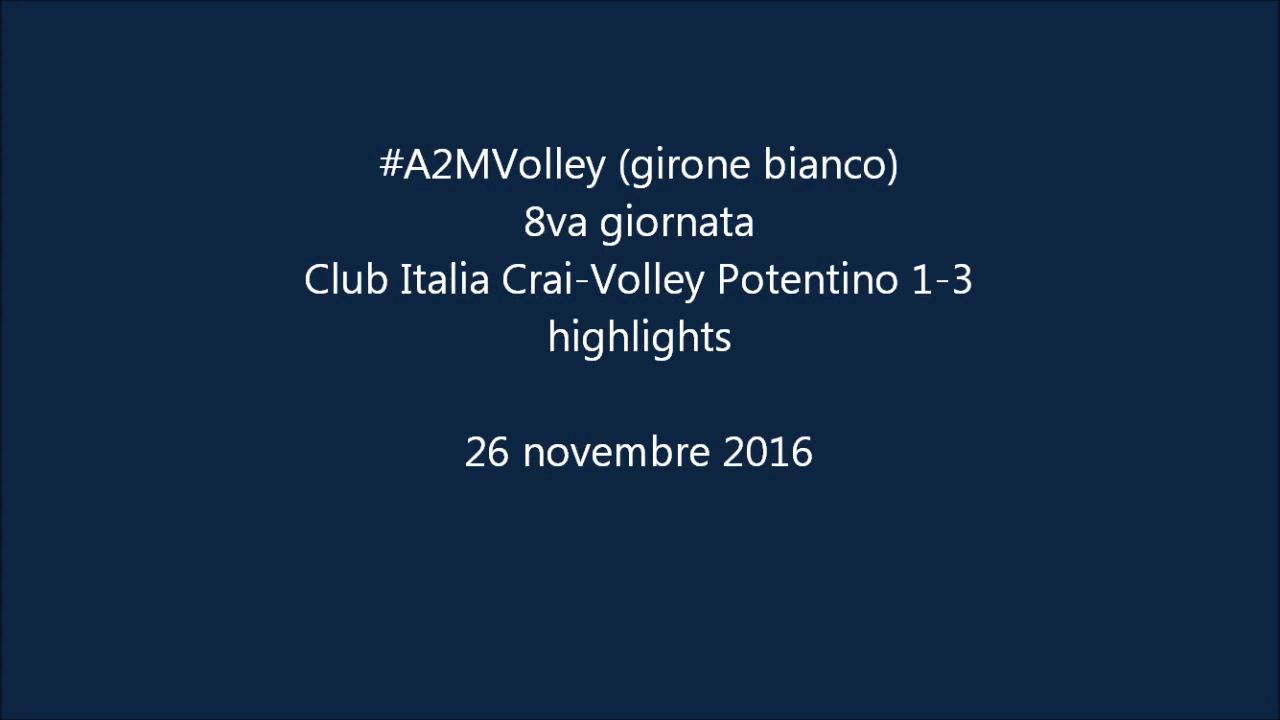 #A2MVolley (girone bianco)
8va giornata
Club Italia Crai-Volley Potentino 1-3
highlights
26 novembre 2016